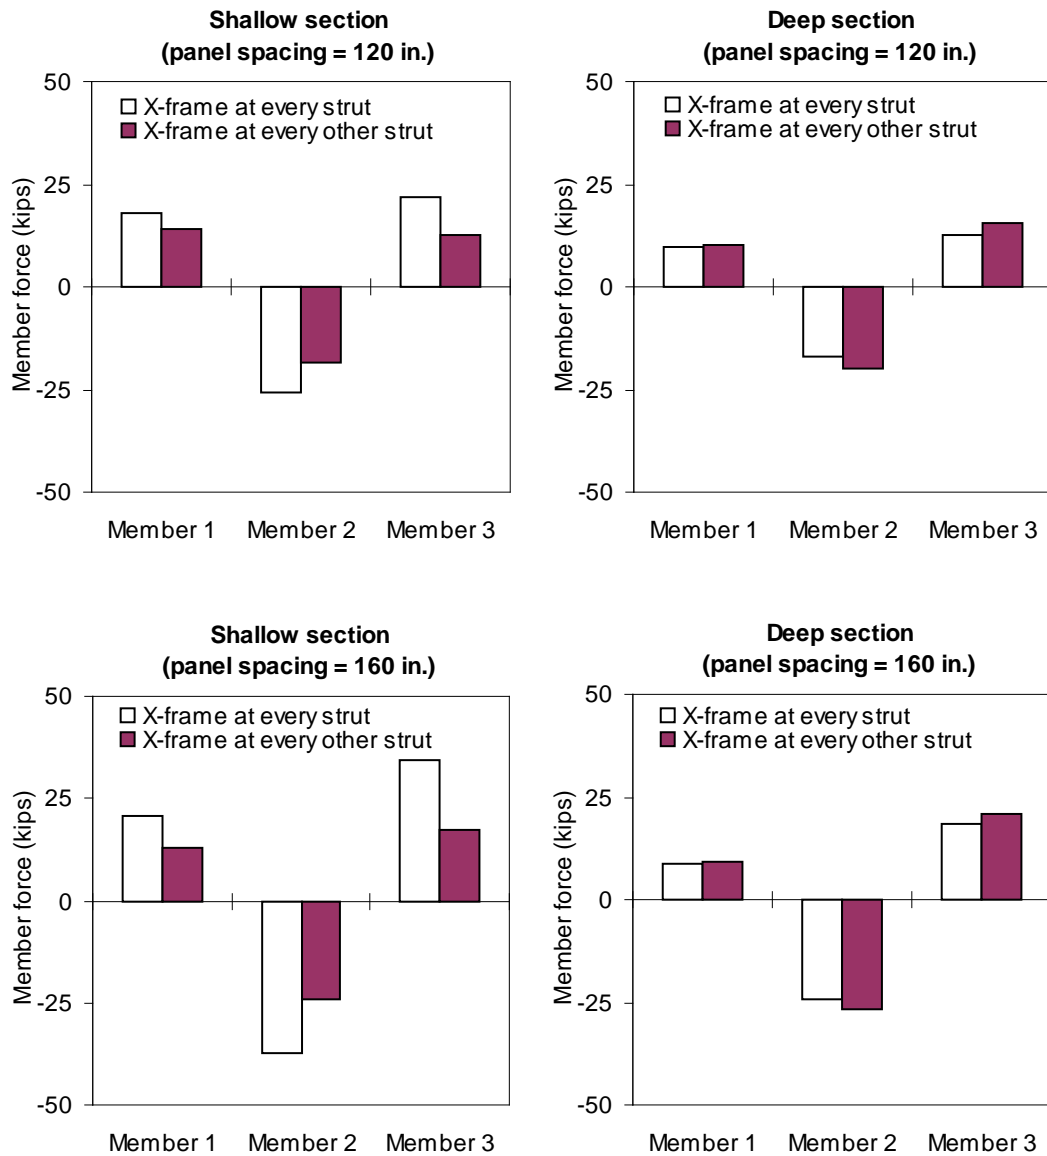 Shallow section
(panel spacing = 120 in.)
50
25
0
-25
-50
Member force (kips)
X-frame at every strut
X-frame at every other strut
Member 1 Member 2 Member 3
Deep section
(panel spacing = 120 in.)
50
25
0
-25
-50
Member force (kips)
X-frame at every strut
X-frame at every other strut
Member 1 Member 2 Member 3
Shallow section
(panel spacing = 160 in.)
50
25
0
-25
-50
Member force (kips)
X-frame at every strut
X-frame at every other strut
Member 1 Member 2 Member 3
Deep section
(panel spacing = 160 in.)
50
25
0
-25
-50
Member force (kips)
X-frame at every strut
X-frame at every other strut
Member 1 Member 2 Member 3